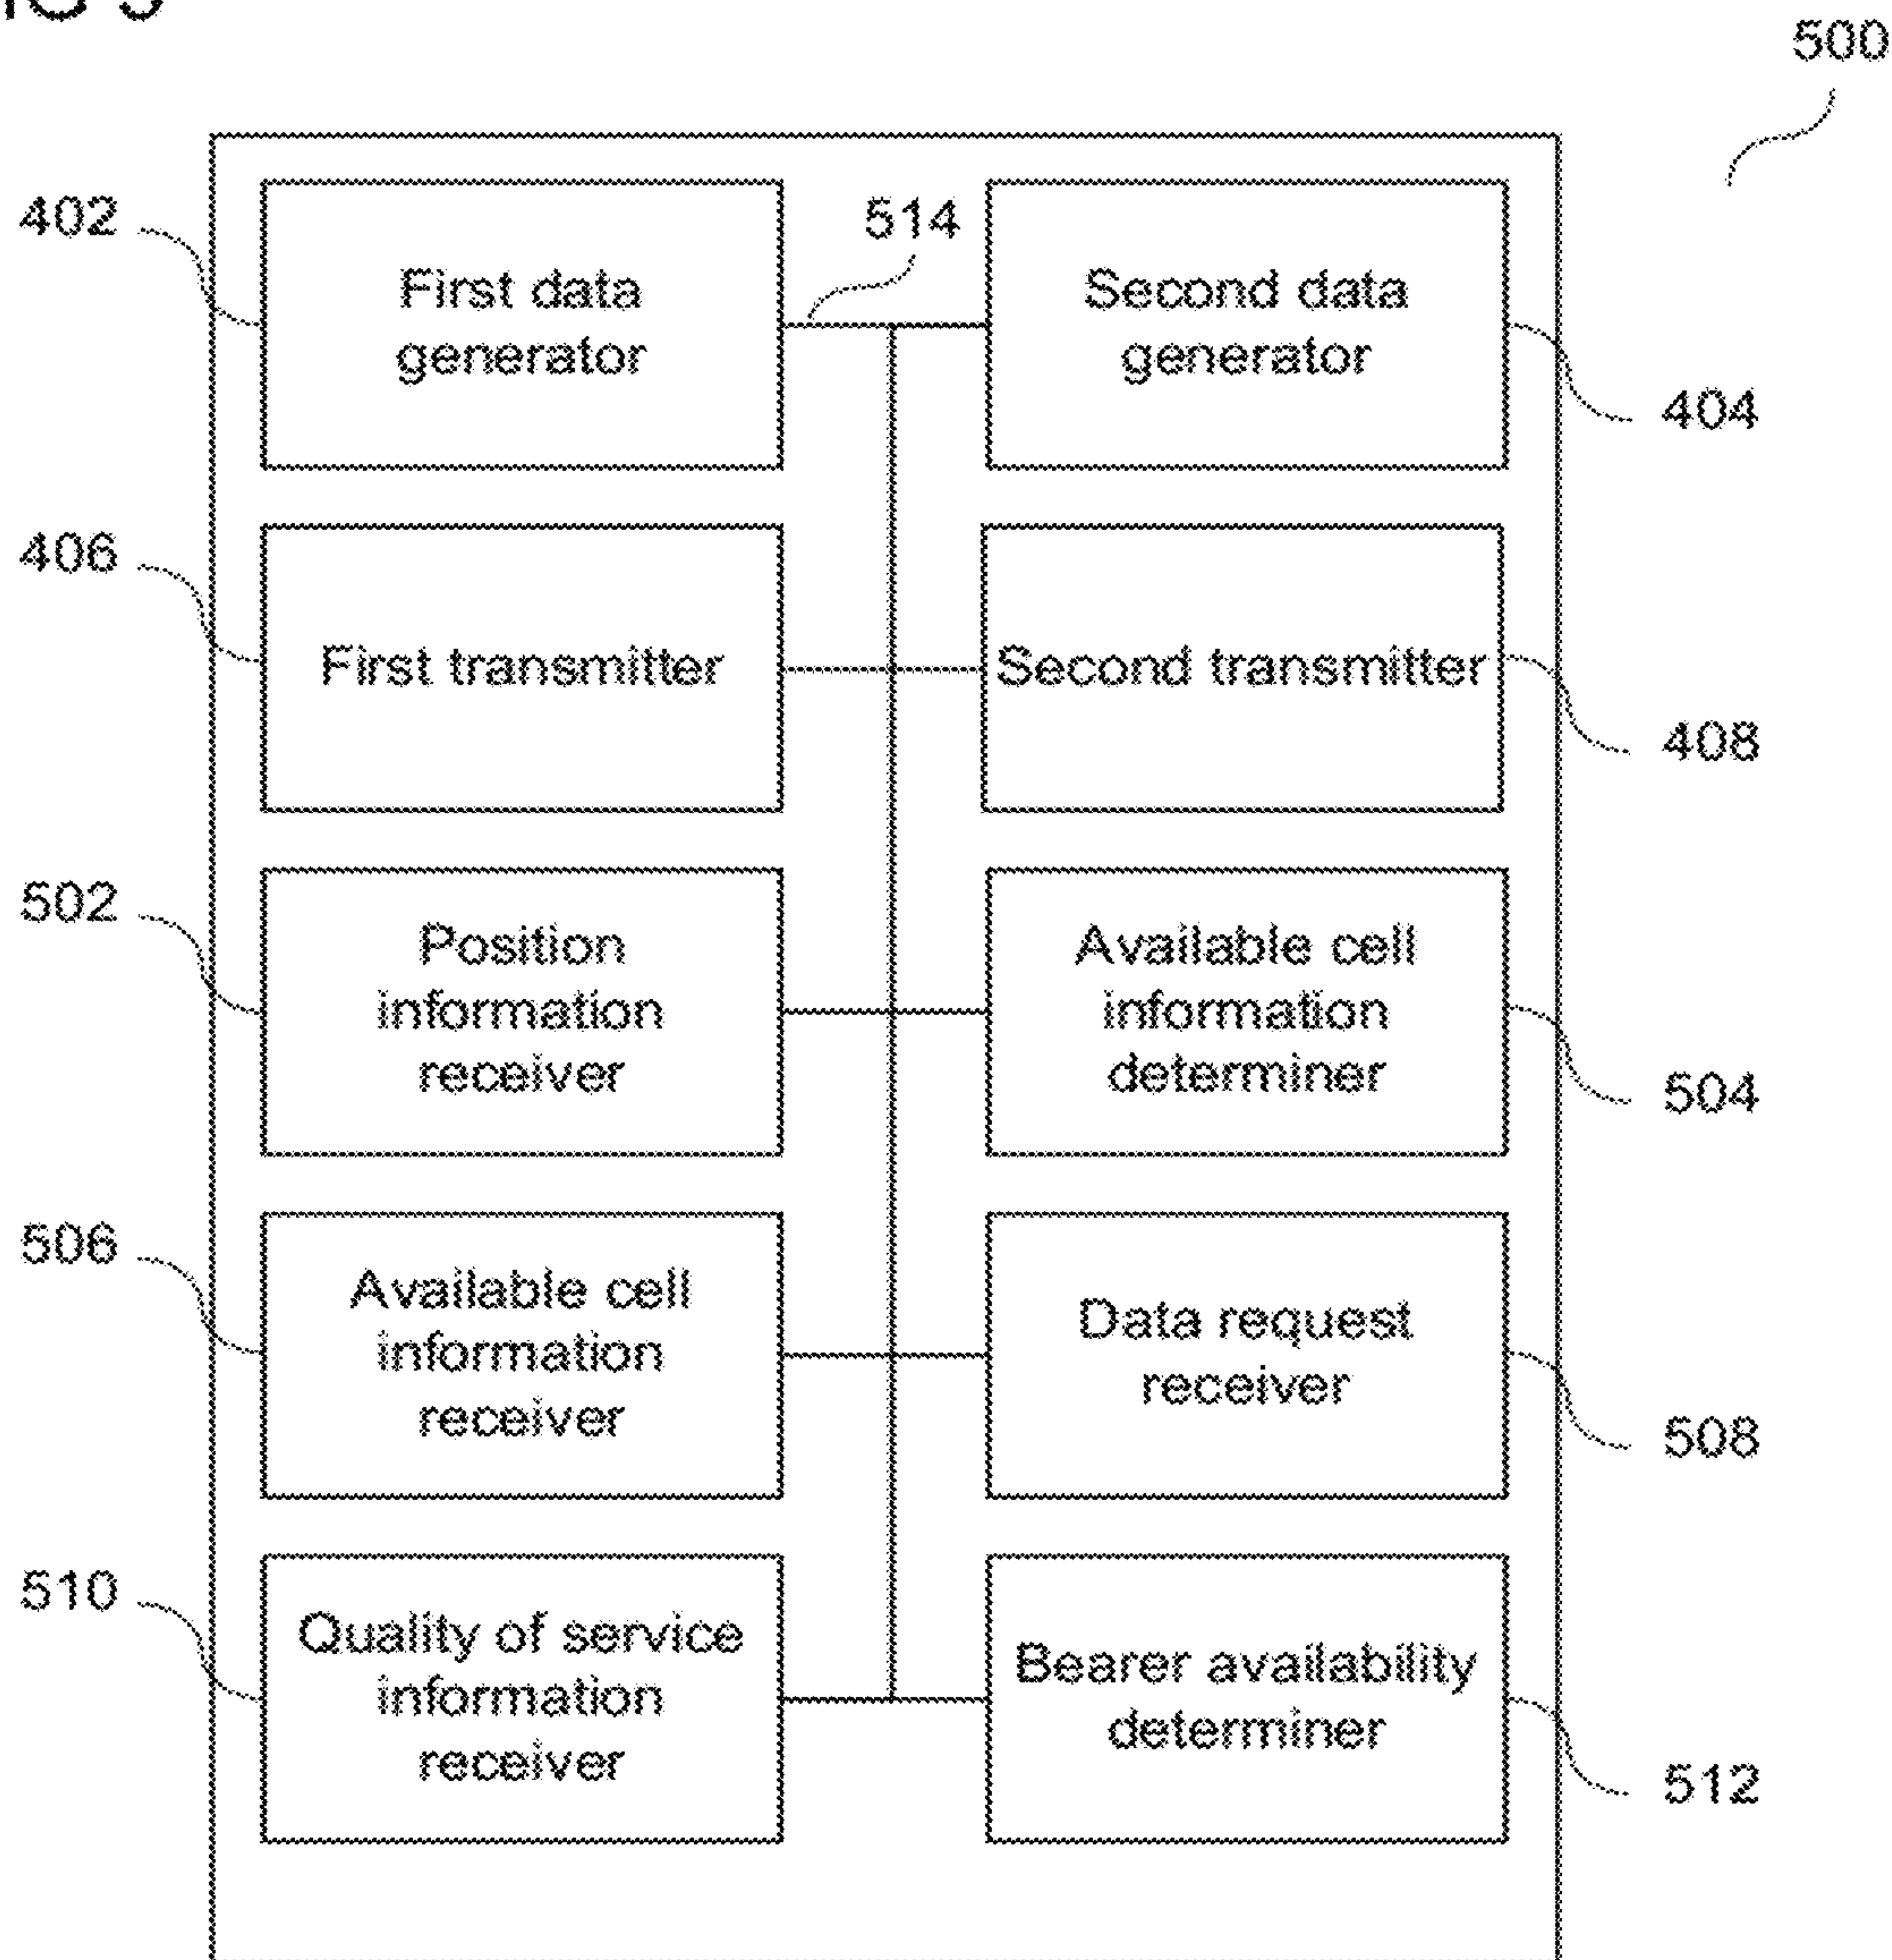 500
402
First data
generator
514
Second data
generator
404
406
First transmitter
Second transmitter
408
502
Position
information
receiver
Available cell
information
determiner
504
506
Available cell
information
receiver
Data request
receiver
508
510
Quality of service
information
receiver
Bearer availability
determiner
512